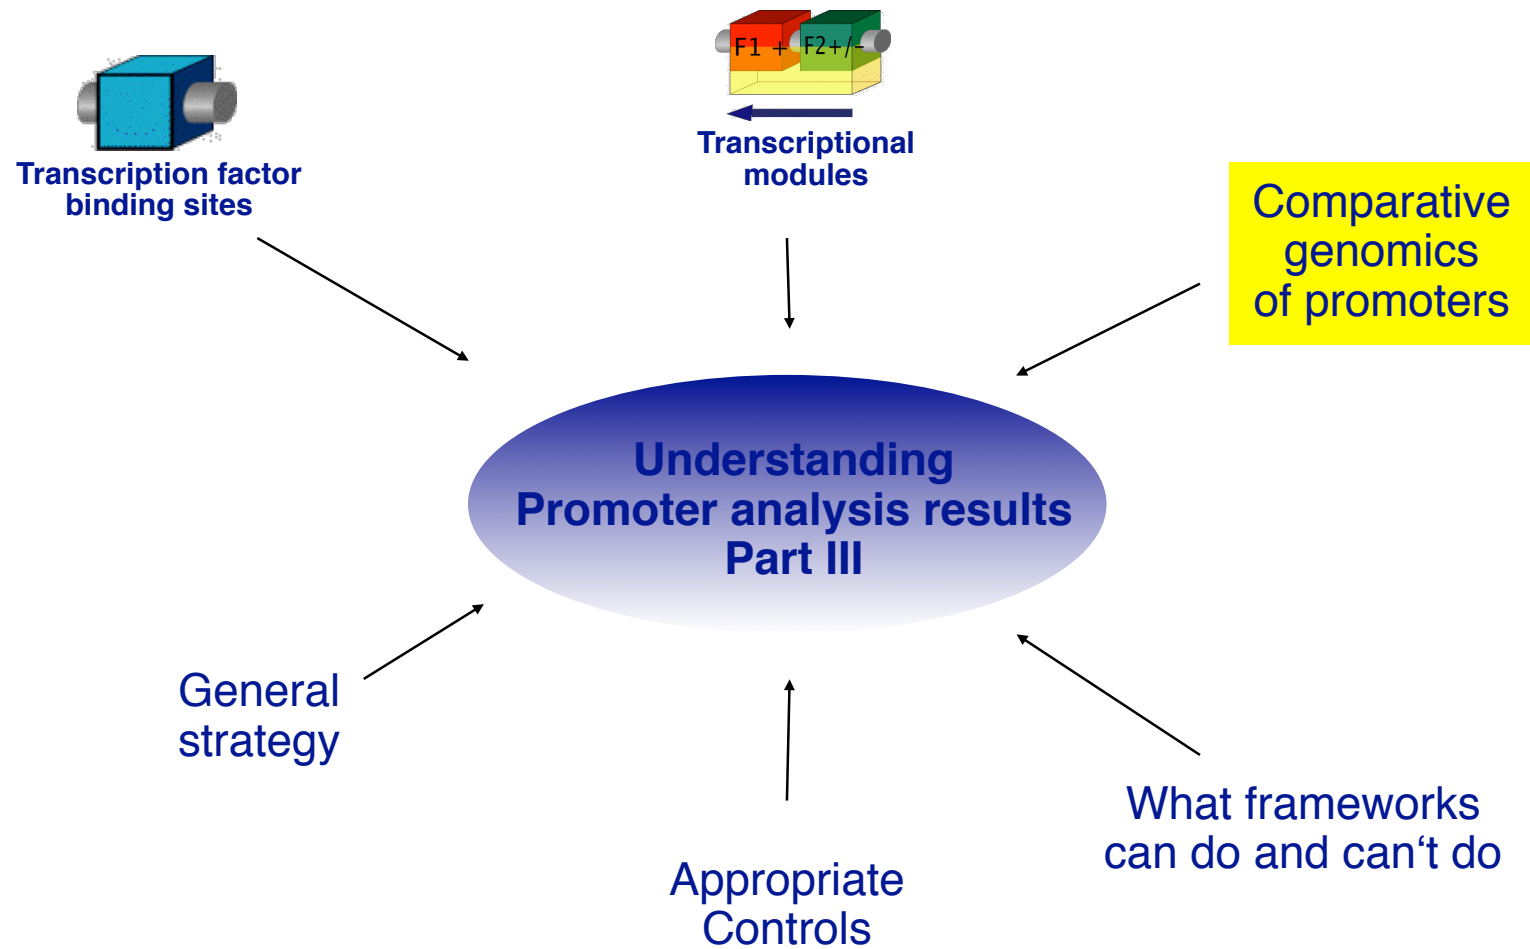 F1 + F2+/-
Transcriptional
modules
Transcription factor
binding sites
Comparative
genomics
of promoters
Understanding
Promoter analysis results
Part III
General
strategy
What frameworks
can do and can‘t do
Appropriate
Controls